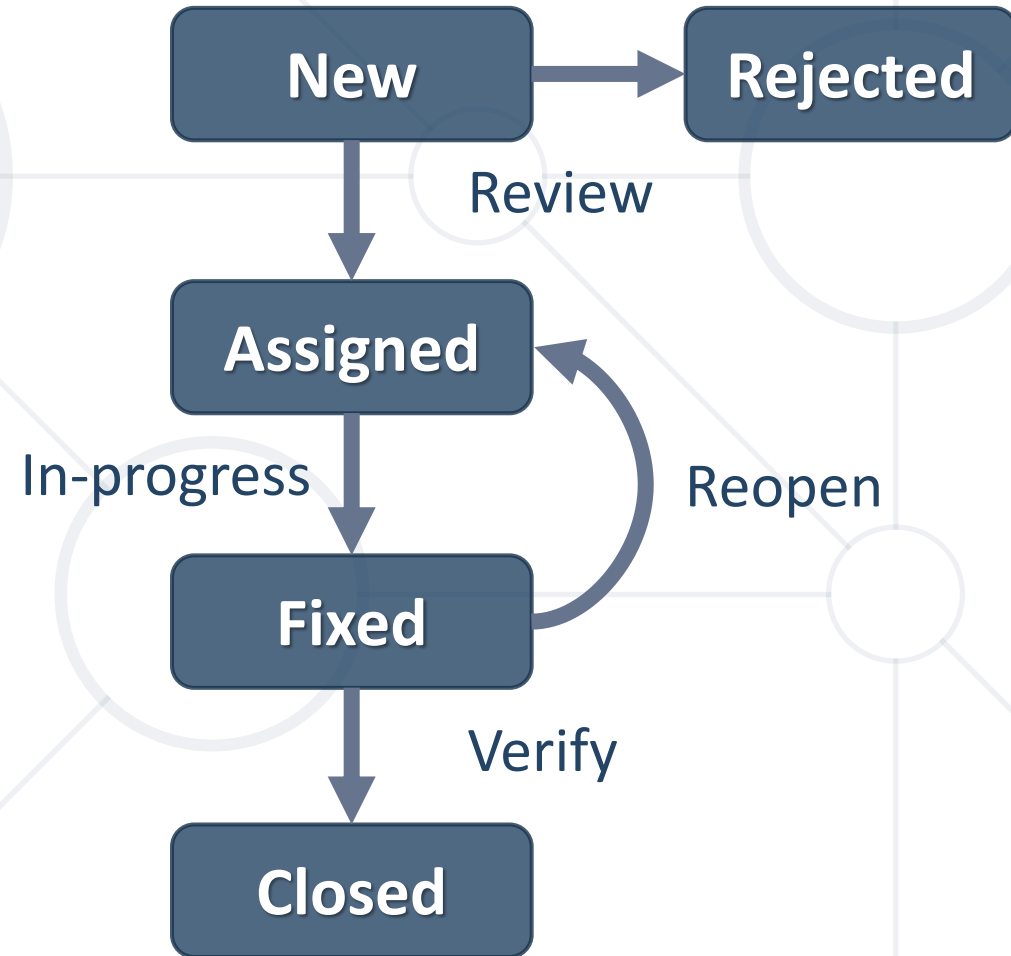 New
Rejected
Review
Assigned
In-progress
Reopen
Fixed
Verify
Closed